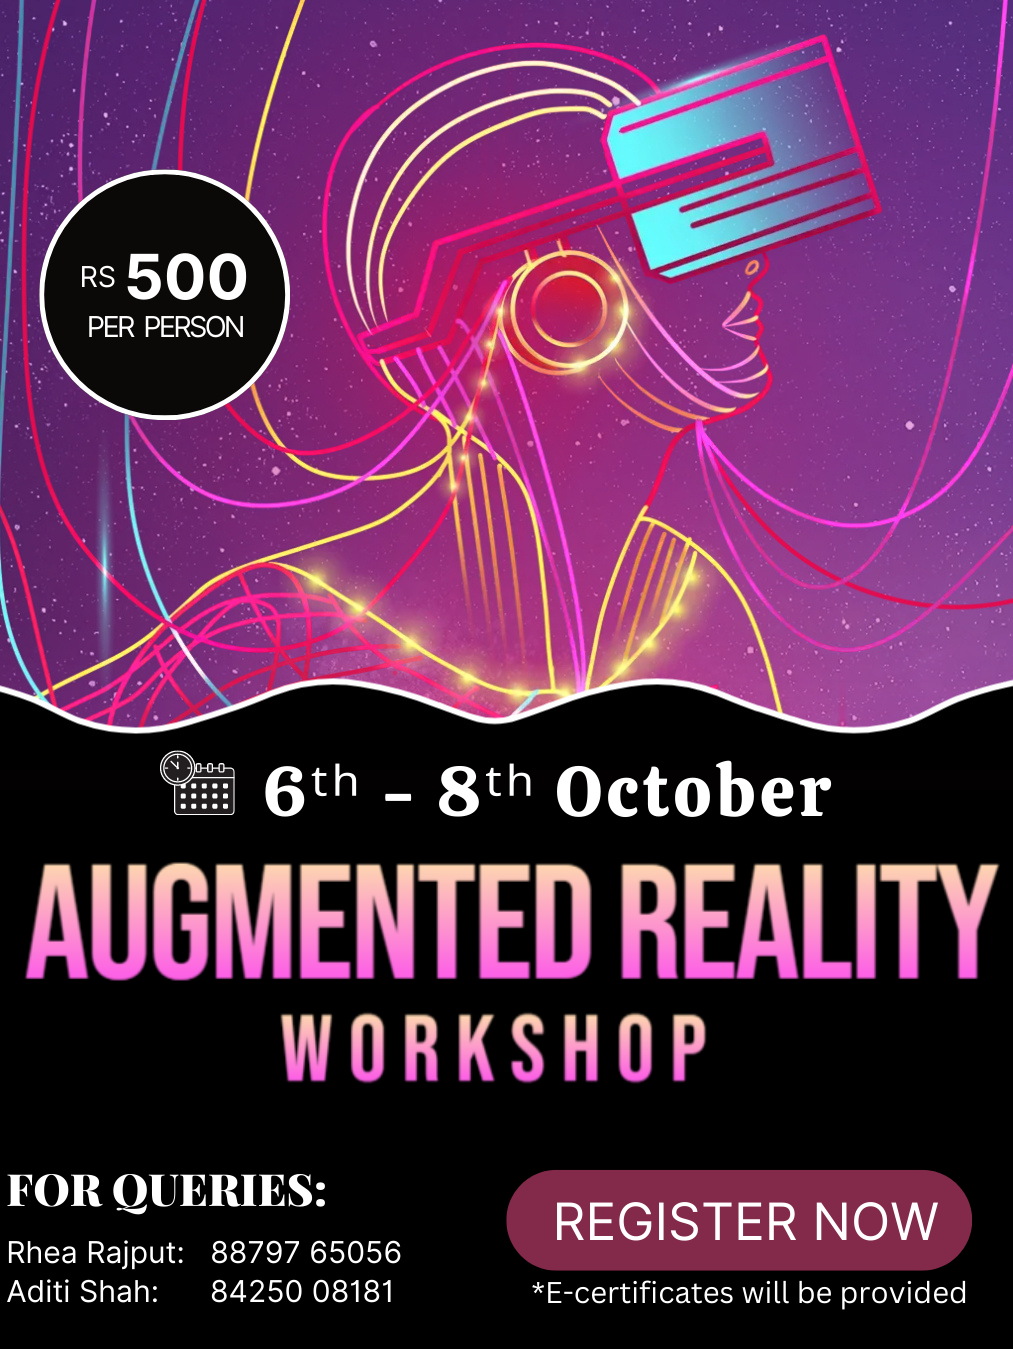 RS 500
PER PERSON
6th - 8th October
AUGMENTED REALITY
WORKSHOP
FOR QUERIES:
Rhea Rajput: 88797 65056
Aditi Shah: 84250 08181
REGISTER NOW
*E-certificates will be provided